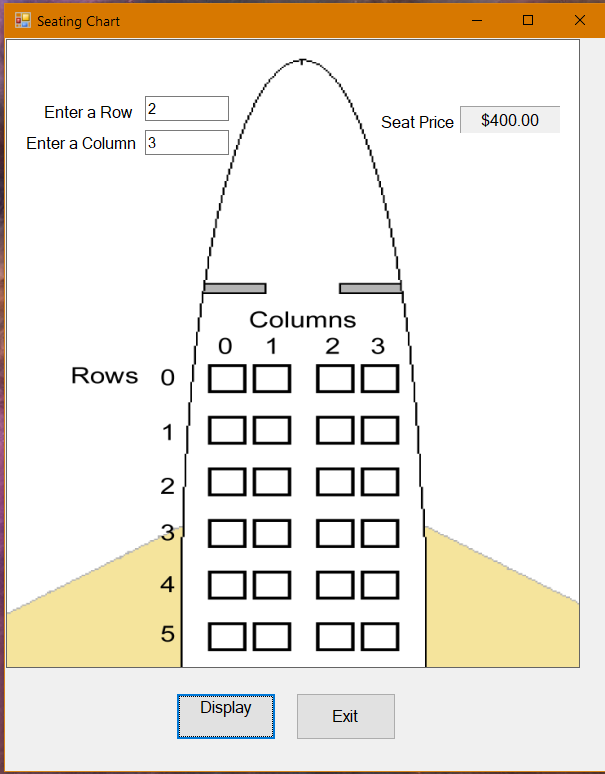 Seating Chart
Enter a Row 2
Seat Price $400.00
Enter a Column 3
Columns
0 1 2 3
Rows 0
1
2
3
4
5
Display Exit